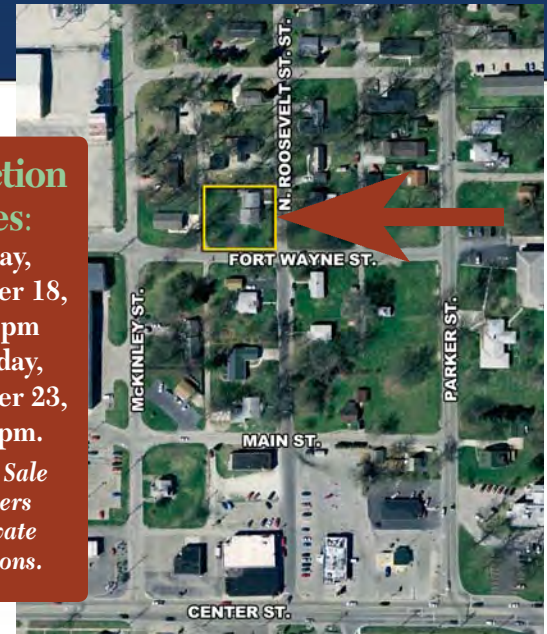 ction
es:
ay,
er 18,
pm
day,
er 23,
pm.
Sale
ers
vate
ons.
N. ROOSEVELT ST. ST.
FORT WAYNE ST.
McKINLEY ST.
PARKER ST.
MAIN ST.
CENTER ST.